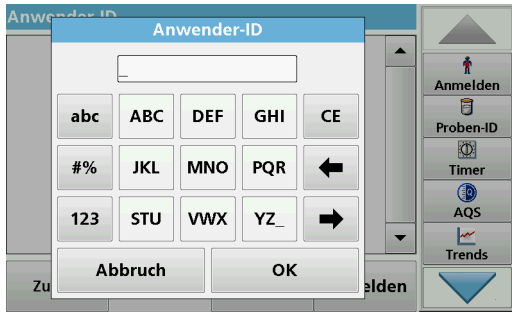 Anwender-ID
Anwender-ID
_
abc ABC DEF GHI CE
#% JKL MNO PQR
123 STU VWX YZ_
Abbruch OK
Zu elden
Anmelden
Proben-ID
Timer
AQS
Trends